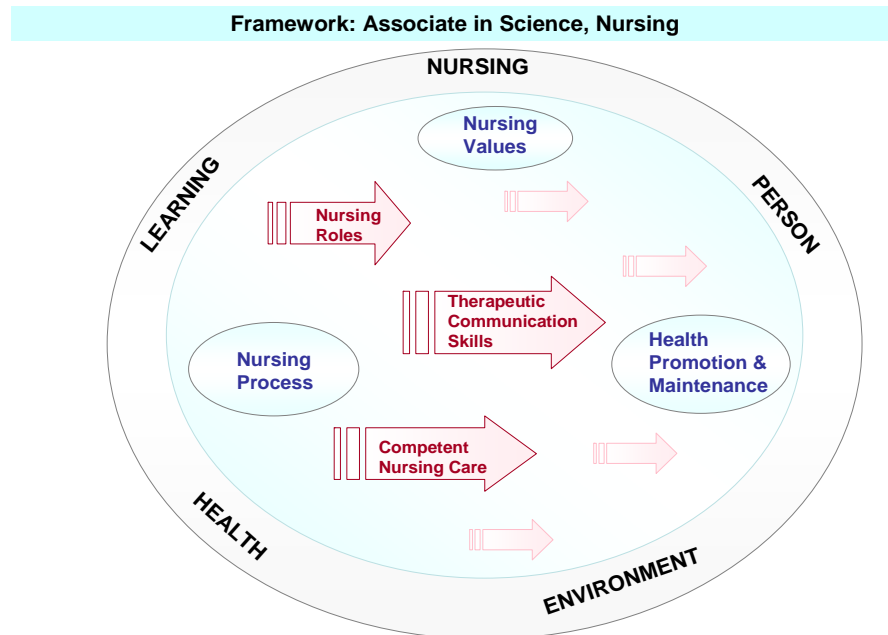 Framework: Associate in Science, Nursing
NURSING
Nursing
Values
LEARNING
PERSON
Nursing
Roles
Therapeutic
Communication
Skills
Health
Promotion &
Maintenance
Nursing
Process
Competent
Nursing Care
HEALTH
ENVIRONMENT